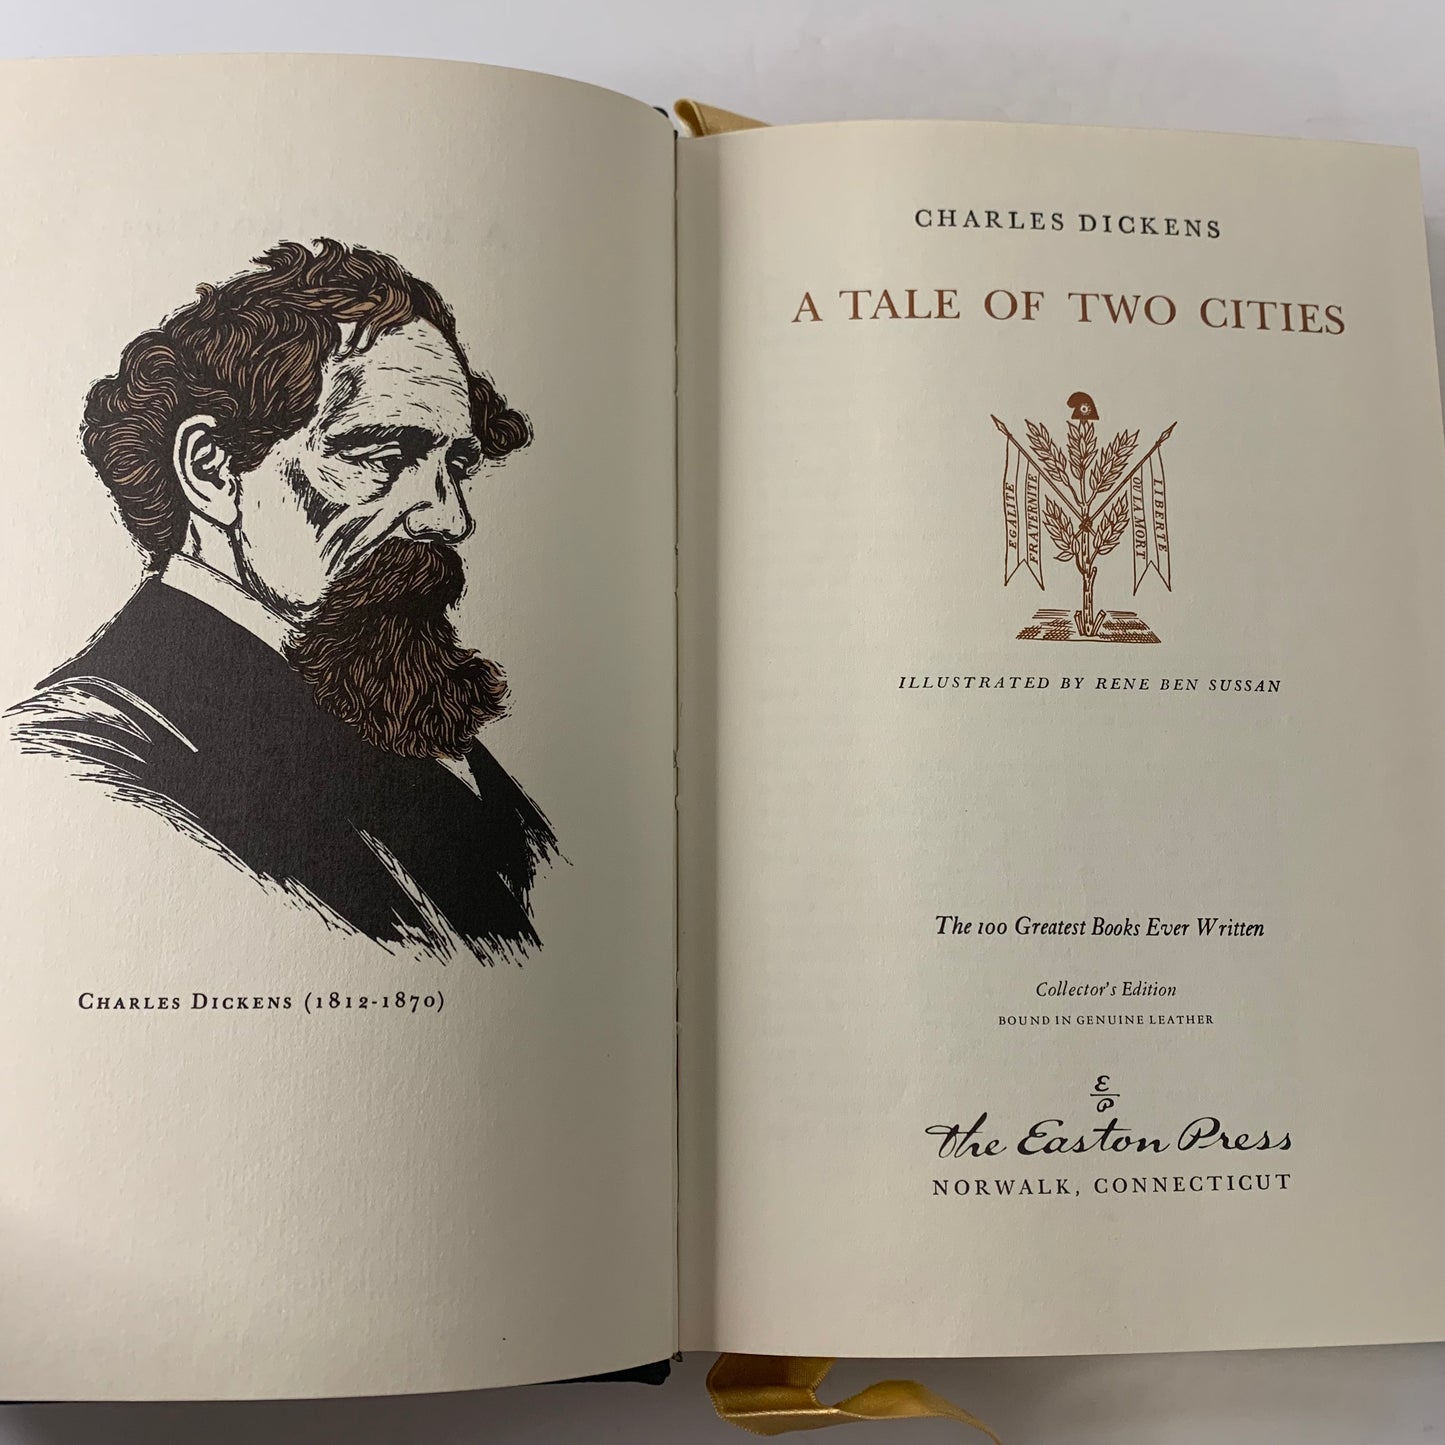 CHARLES DICKENS (1812-1870)
CHARLES DICKENS
A TALE OF TWO CITIES
EGALITE
FRATERNITE
OU LA MORT
LIBERTE
ILLUSTRATED BY RENE BEN SUSSAN
The 100 Greatest Books Ever Written
Collector's Edition
BOUND IN GENUINE LEATHER
E
P
The Easton Press
NORWALK, CONNECTICUT